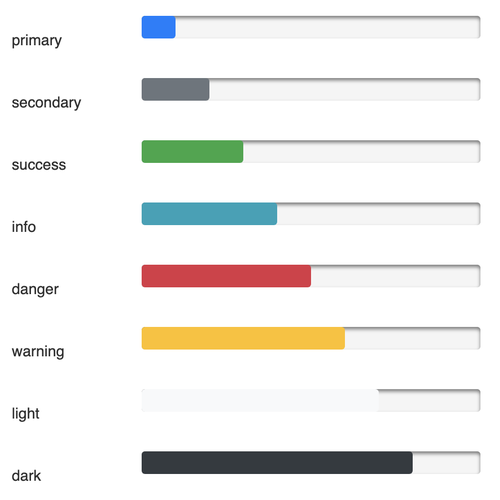 primary
secondary
success
info
danger
warning
light
dark